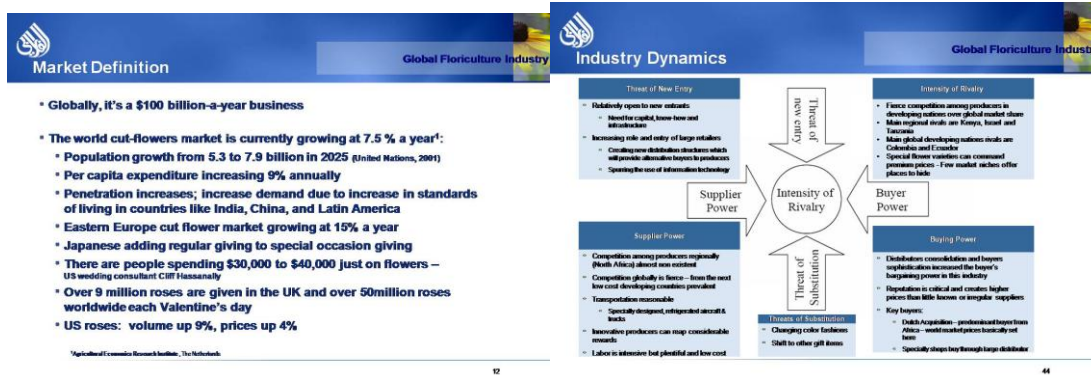 Global Floriculture Industry
Market Definition
Globally, it's a $100 billion-a-year business
The world cut-flowers market is currently growing at 7.5 % a year¹:
Population growth from 5.3 to 7.9 billion in 2025 (United Nations, 2001)
Per capita expenditure increasing 9% annually
Penetration increases; increase demand due to increase in standards
of living in countries like India, China, and Latin America
Eastern Europe cut flower market growing at 15% a year
Japanese adding regular giving to special occasion giving
There are people spending $30,000 to $40,000 just on flowers –
US wedding consultant Cliff Hassanally
Over 9 million roses are given in the UK and over 50million roses
worldwide each Valentine's day
US roses: volume up 9%, prices up 4%
¹Agricultural Economics Research Institute, The Netherlands
12
Global Floriculture Indust
Industry Dynamics
Threat of New Entry
Relatively open to new entrants
Need for capital, know-how and
infrastructure
Increasing role and entry of large retailers
Creating new distribution structures which
will provide alternative buyers to producers
Spurring the use of information technology
Threat of
new entry
Intensity of Rivalry
Fierce competition among producers in
developing nations over global market share
Main regional rivals are Kenya, Israel and
Tanzania
Main global developing nations rivals are
Colombia and Ecuador
Special flower varieties can command
premium prices - Few market niches offer
places to hide
Supplier
Power
Intensity of
Rivalry
Buyer
Power
Supplier Power
Competition among producers regionally
(North Africa) almost non existent
Competition globally is fierce – from the next
low cost developing countries prevalent
Transportation reasonable
Specially designed, refrigerated aircraft &
trucks
Innovative producers can map considerable
rewards
Labor is intensive but plentiful and low cost
Threat of
Substitution
Threats of Substitution
Changing color fashions
Shift to other gift items
Buying Power
Distributors consolidation and buyers
sophistication increased the buyer's
bargaining power in this industry
Reputation is critical and creates higher
prices than little known or irregular suppliers
Key buyers:
Dutch Acquisition – predominant buyer from
Africa – world market prices basically set
here
Specialty shops buy through large distributor
44